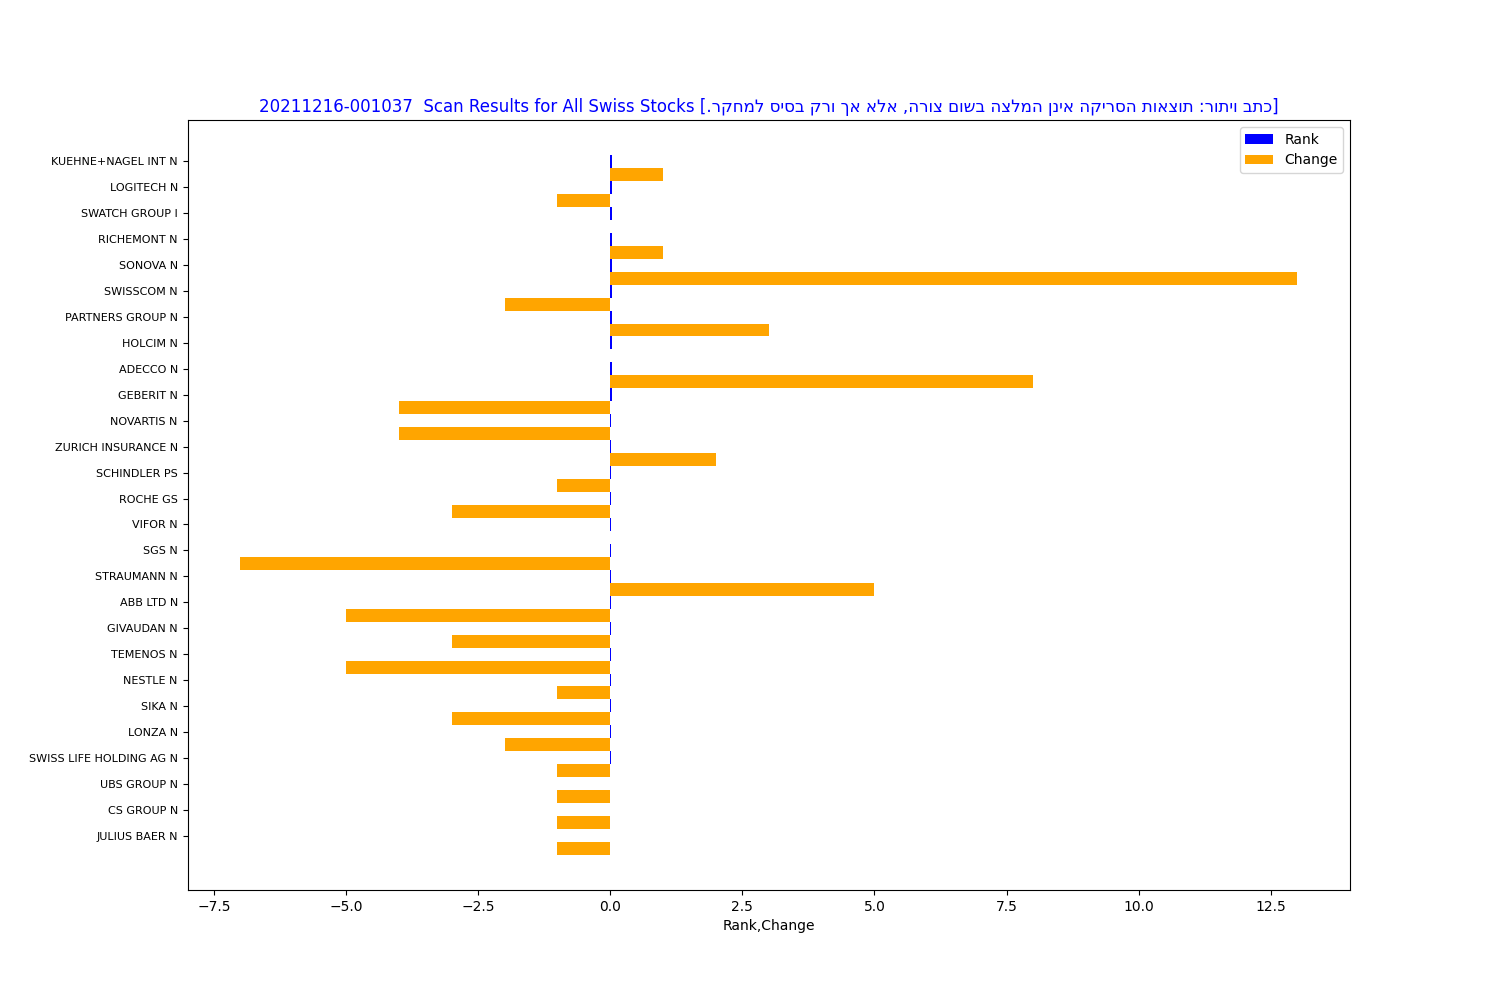 20211216-001037 Scan Results for All Swiss Stocks [כתב ויתור: תוצאות הסריקה אינן המלצה בשום צורה, אלא אך ורק בסיס למחקר.]
Rank
Change
KUEHNE+NAGEL INT N
LOGITECH N
SWATCH GROUP I
RICHEMONT N
SONOVA N
SWISSCOM N
PARTNERS GROUP N
HOLCIM N
ADECCO N
GEBERIT N
NOVARTIS N
ZURICH INSURANCE N
SCHINDLER PS
ROCHE GS
VIFOR N
SGS N
STRAUMANN N
ABB LTD N
GIVAUDAN N
TEMENOS N
NESTLE N
SIKA N
LONZA N
SWISS LIFE HOLDING AG N
UBS GROUP N
CS GROUP N
JULIUS BAER N
−7.5 −5.0 −2.5 0.0 2.5 5.0 7.5 10.0 12.5
Rank,Change